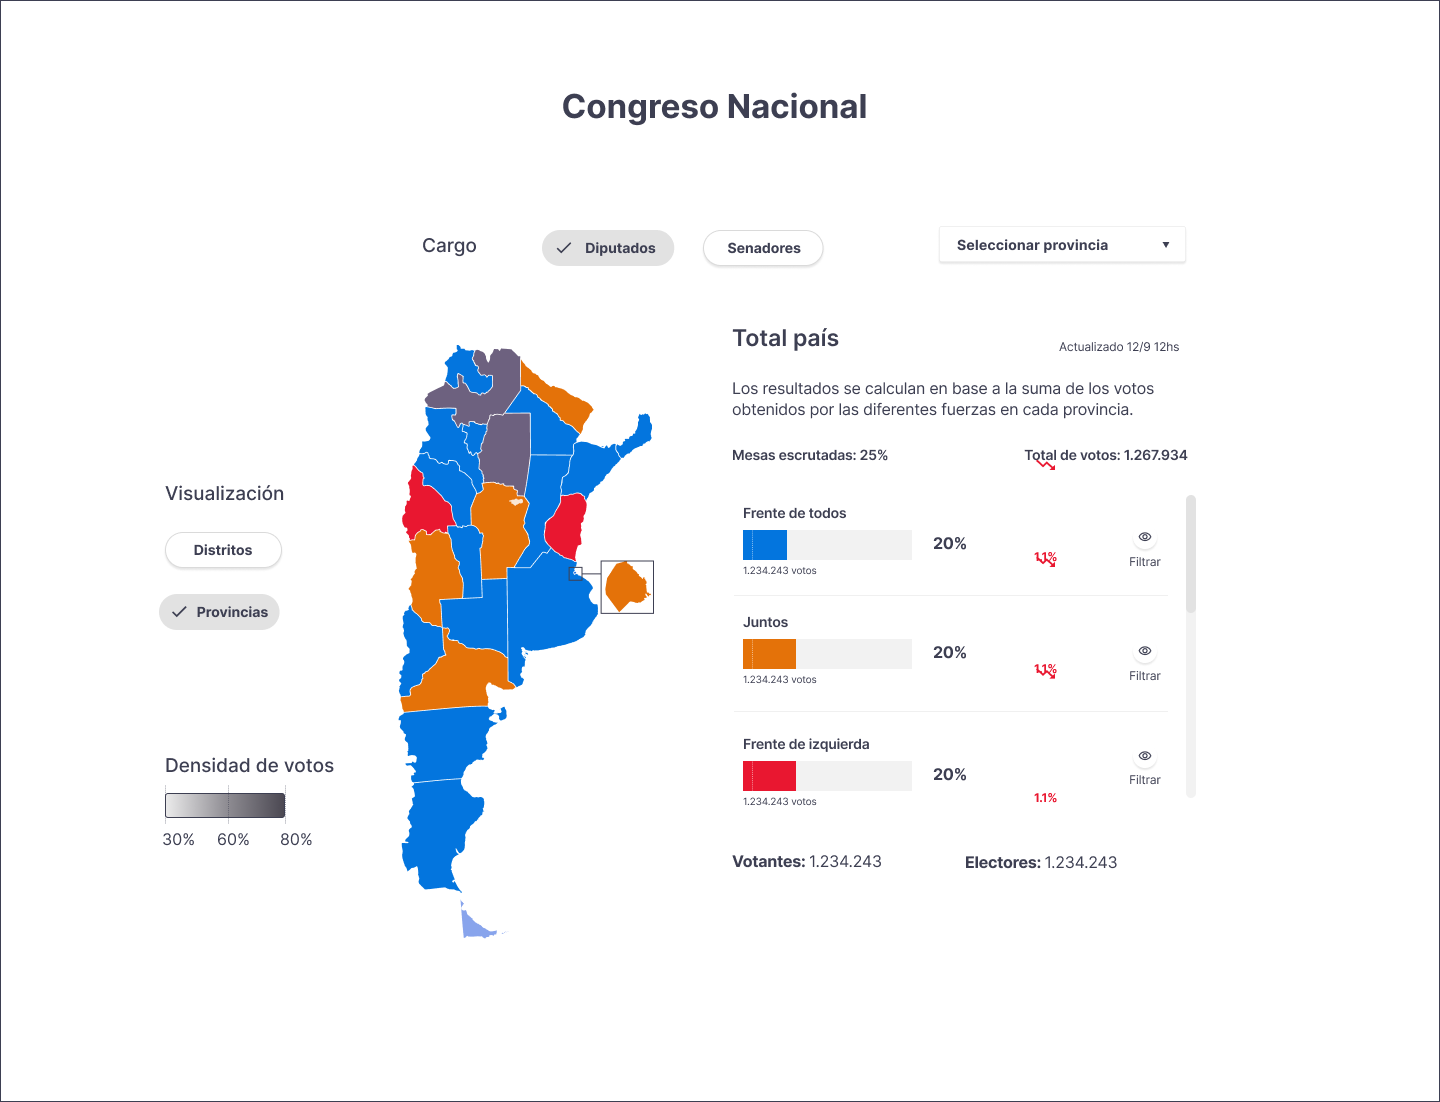 Congreso Nacional
Cargo
Diputados
Senadores
Seleccionar provincia
Total país
Actualizado 12/9 12hs
Los resultados se calculan en base a la suma de los votos
obtenidos por las diferentes fuerzas en cada provincia.
Mesas escrutadas: 25%
Total de votos: 1.267.934
Visualización
Distritos
Provincias
Densidad de votos
30%
60%
80%
Frente de todos
20%
1.234.243 votos
1.1%
Filtrar
Juntos
20%
1.234.243 votos
1.1%
Filtrar
Frente de izquierda
20%
1.234.243 votos
1.1%
Filtrar
Votantes: 1.234.243
Electores: 1.234.243